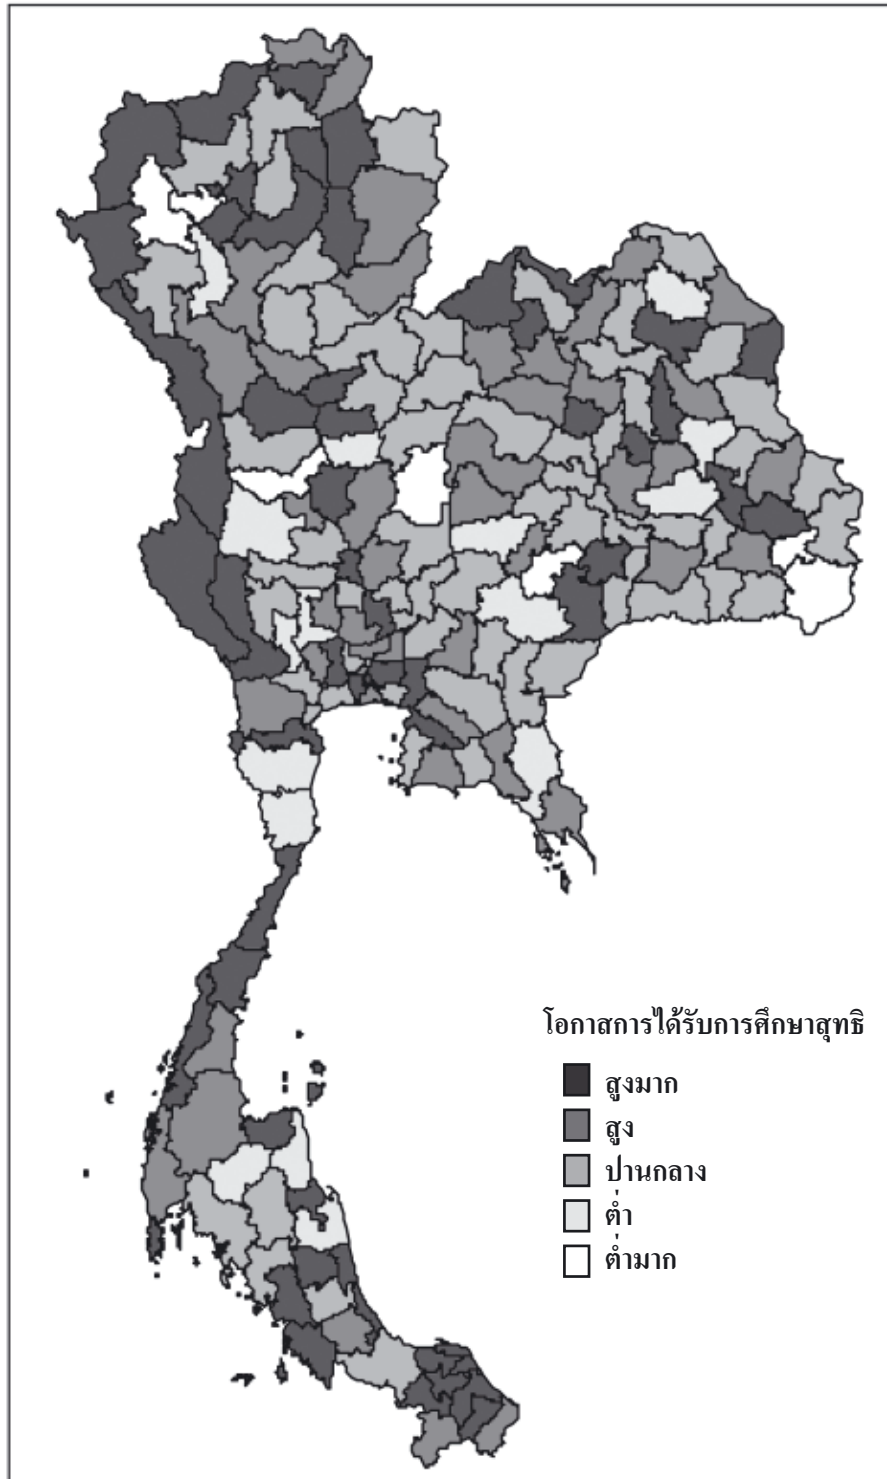 โอกาสการได้รับการศึกษาสุทธิ
สูงมาก
สูง
ปานกลาง
ต่ำ
ต่ำมาก